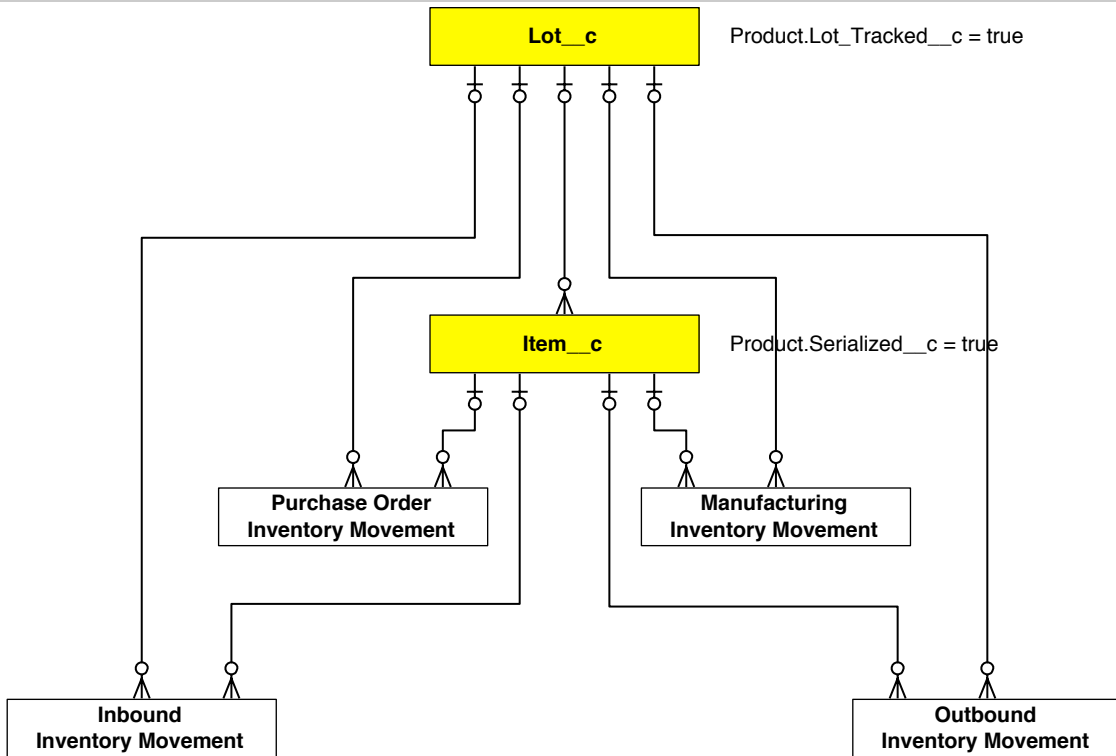 Lot__c
Product.Lot_Tracked__c = true
Item__c
Product.Serialized__c = true
Purchase Order
Inventory Movement
Manufacturing
Inventory Movement
Inbound
Inventory Movement
Outbound
Inventory Movement